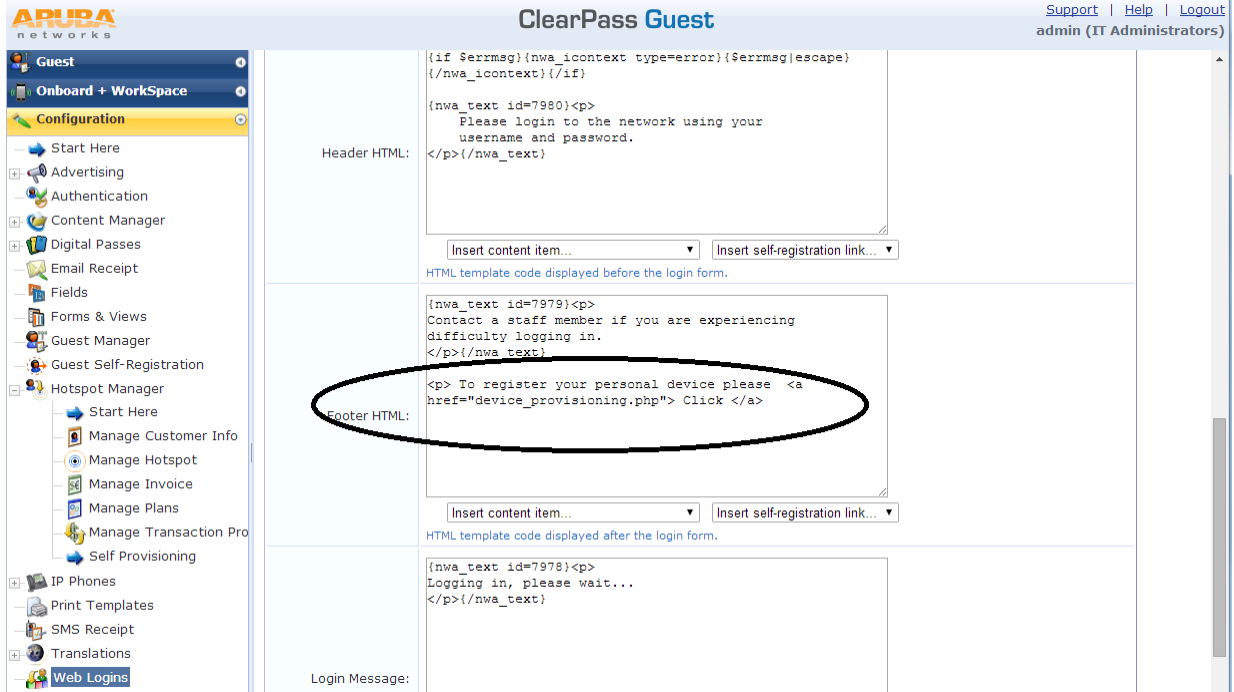 ARUBA
networks
ClearPass Guest
Support | Help | Logout
admin (IT Administrators)
Guest
Onboard + WorkSpace
Configuration
Start Here
Advertising
Authentication
Content Manager
Digital Passes
Email Receipt
Fields
Forms & Views
Guest Manager
Guest Self-Registration
Hotspot Manager
Start Here
Manage Customer Info
Manage Hotspot
Manage Invoice
Manage Plans
Manage Transaction Pro
Self Provisioning
IP Phones
Print Templates
SMS Receipt
Translations
Web Logins
Header HTML:
{if $errmsg}{nwa_icontext type=error}{$errmsg|escape}
{/nwa_icontext}{/if}
{nwa_text id=7980}<p>
Please login to the network using your
username and password.
</p>{/nwa_text}
Insert content item...
Insert self-registration link...
HTML template code displayed before the login form.
Footer HTML:
{nwa_text id=7979}<p>
Contact a staff member if you are experiencing
difficulty logging in.
</p>{/nwa_text}
<p> To register your personal device please  <a
href="device_provisioning.php"> Click </a>
Insert content item...
Insert self-registration link...
HTML template code displayed after the login form.
Login Message:
{nwa_text id=7978}<p>
Logging in, please wait...
</p>{/nwa_text}